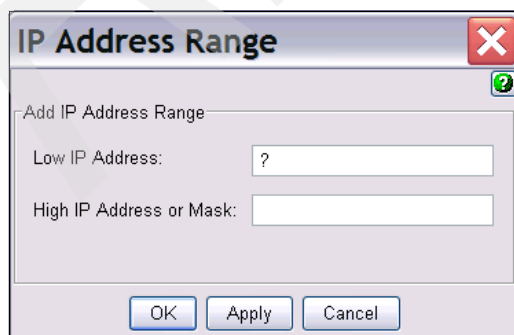 IP Address Range
Add IP Address Range
Low IP Address:
?
High IP Address or Mask:
OK
Apply
Cancel